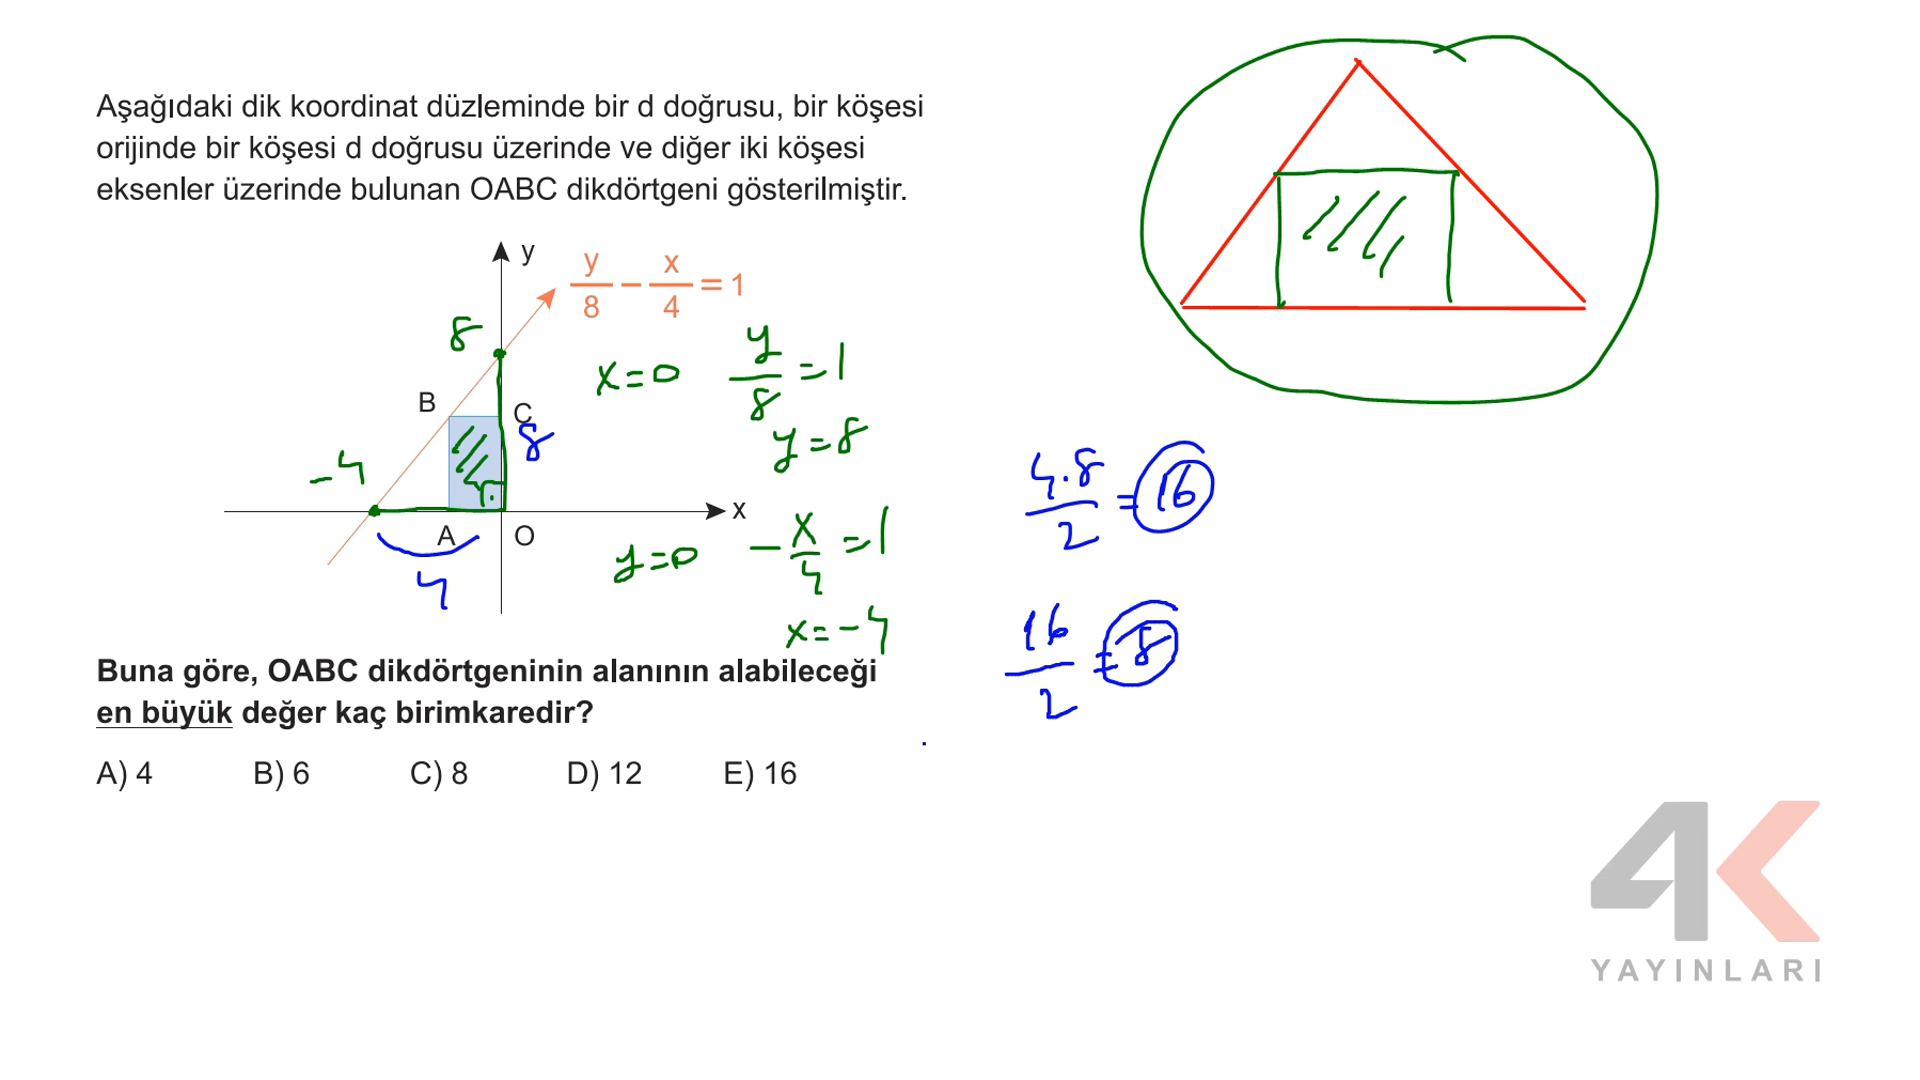 Aşağıdaki dik koordinat düzleminde bir d doğrusu, bir köşesi
orijinde bir köşesi d doğrusu üzerinde ve diğer iki köşesi
eksenler üzerinde bulunan OABC dikdörtgeni gösterilmiştir.
y
y/8 − x/4 = 1
8
x=0 y/8 =1
B
C
8
y=8
-4
x
A
O
4
y=0 -x/4 =1
x=-4
4.8/2 = 16
16/2 = 8
Buna göre, OABC dikdörtgeninin alanının alabileceği
en büyük değer kaç birimkaredir?
A) 4 B) 6 C) 8 D) 12 E) 16
4K
YAYINLARI